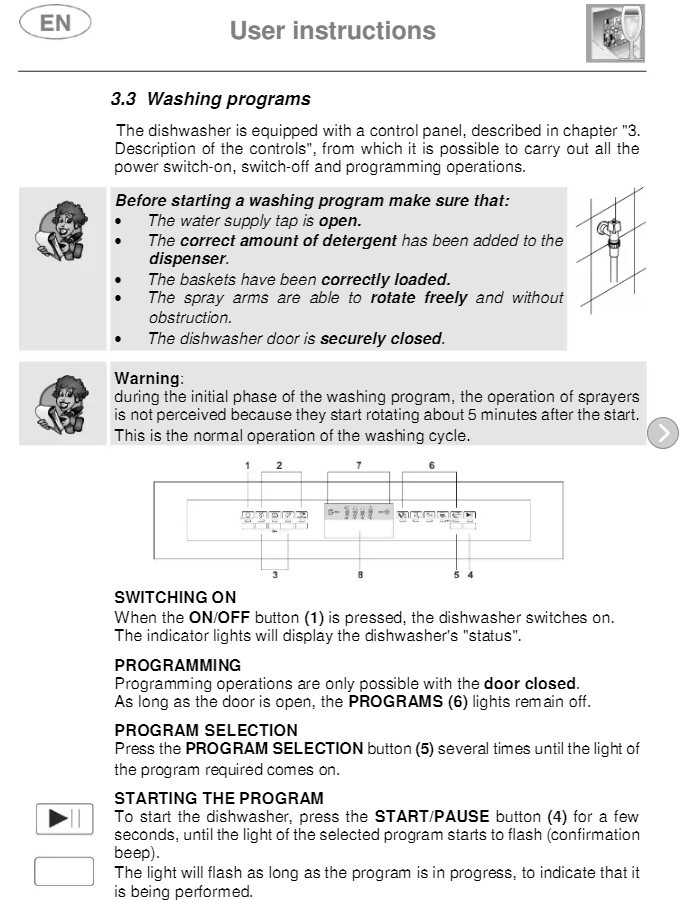 EN
User instructions
3.3 Washing programs
The dishwasher is equipped with a control panel, described in chapter "3.
Description of the controls", from which it is possible to carry out all the
power switch-on, switch-off and programming operations.
Before starting a washing program make sure that:
• The water supply tap is open.
• The correct amount of detergent has been added to the
dispenser.
• The baskets have been correctly loaded.
• The spray arms are able to rotate freely and without
obstruction.
• The dishwasher door is securely closed.
Warning:
during the initial phase of the washing program, the operation of sprayers
is not perceived because they start rotating about 5 minutes after the start.
This is the normal operation of the washing cycle.
1 2 7 6
3 8 5 4
SWITCHING ON
When the ON/OFF button (1) is pressed, the dishwasher switches on.
The indicator lights will display the dishwasher's "status".
PROGRAMMING
Programming operations are only possible with the door closed.
As long as the door is open, the PROGRAMS (6) lights remain off.
PROGRAM SELECTION
Press the PROGRAM SELECTION button (5) several times until the light of
the program required comes on.
STARTING THE PROGRAM
To start the dishwasher, press the START/PAUSE button (4) for a few
seconds, until the light of the selected program starts to flash (confirmation
beep).
The light will flash as long as the program is in progress, to indicate that it
is being performed.